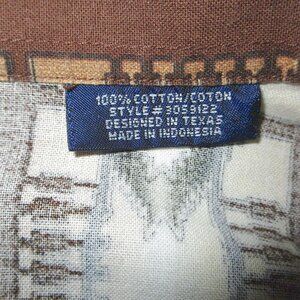 100% COTTON/COTON
STYLE #3059122
DESIGNED IN TEXAS
MADE IN INDONESIA